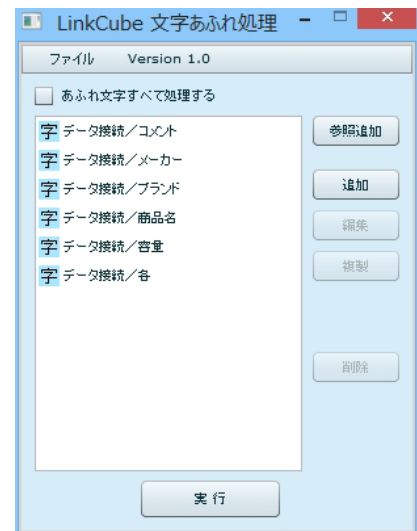 LinkCube 文字あふれ処理
ファイル Version 1.0
あふれ文字すべて処理する
字 データ接続／コメント
字 データ接続／メーカー
字 データ接続／ブランド
字 データ接続／商品名
字 データ接続／容量
字 データ接続／各
参照追加
追加
編集
複製
削除
実行